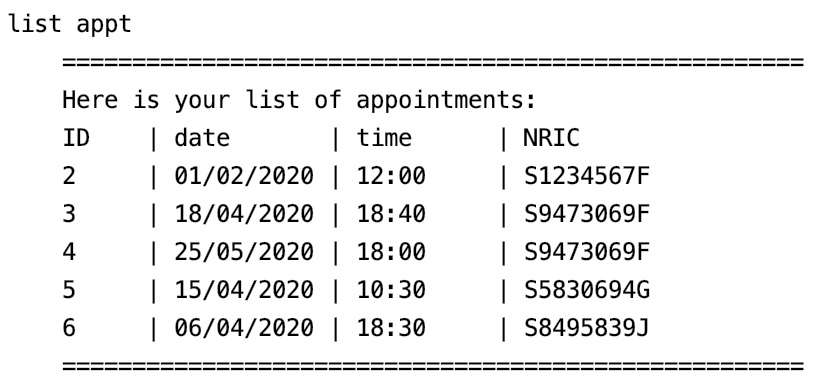 list appt
=====================================================
Here is your list of appointments:
ID    | date       | time      | NRIC
2     | 01/02/2020 | 12:00     | S1234567F
3     | 18/04/2020 | 18:40     | S9473069F
4     | 25/05/2020 | 18:00     | S9473069F
5     | 15/04/2020 | 10:30     | S5830694G
6     | 06/04/2020 | 18:30     | S8495839J
=====================================================